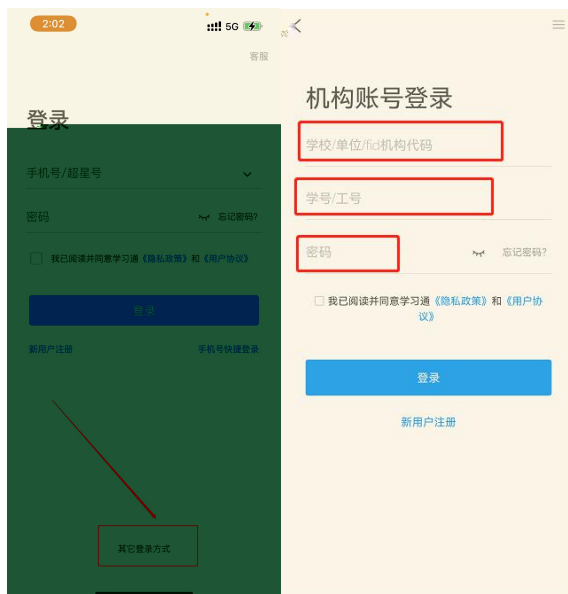 2:02
5G
客服
登录
手机号/超星号
密码
忘记密码?
我已阅读并同意学习通《隐私政策》和《用户协议》
登录
新用户注册
手机号快捷登录
其它登录方式
机构账号登录
学校/单位/fid机构代码
学号/工号
密码
忘记密码?
我已阅读并同意学习通《隐私政策》和《用户协
议》
登录
新用户注册